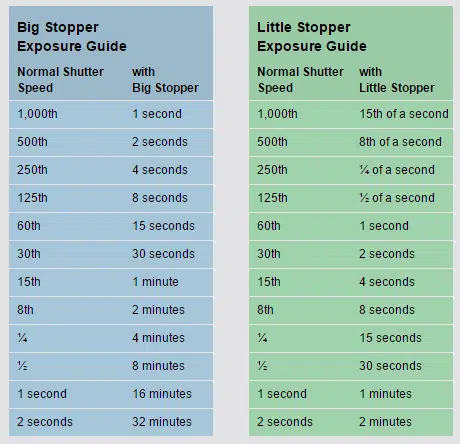 Big Stopper
Exposure Guide
Normal Shutter Speed with Big Stopper
1,000th 1 second
500th 2 seconds
250th 4 seconds
125th 8 seconds
60th 15 seconds
30th 30 seconds
15th 1 minute
8th 2 minutes
¼ 4 minutes
½ 8 minutes
1 second 16 minutes
2 seconds 32 minutes
Little Stopper
Exposure Guide
Normal Shutter Speed with Little Stopper
1,000th 15th of a second
500th 8th of a second
250th ¼ of a second
125th ½ of a second
60th 1 second
30th 2 seconds
15th 4 seconds
8th 8 seconds
¼ 15 seconds
½ 30 seconds
1 second 1 minutes
2 seconds 2 minutes